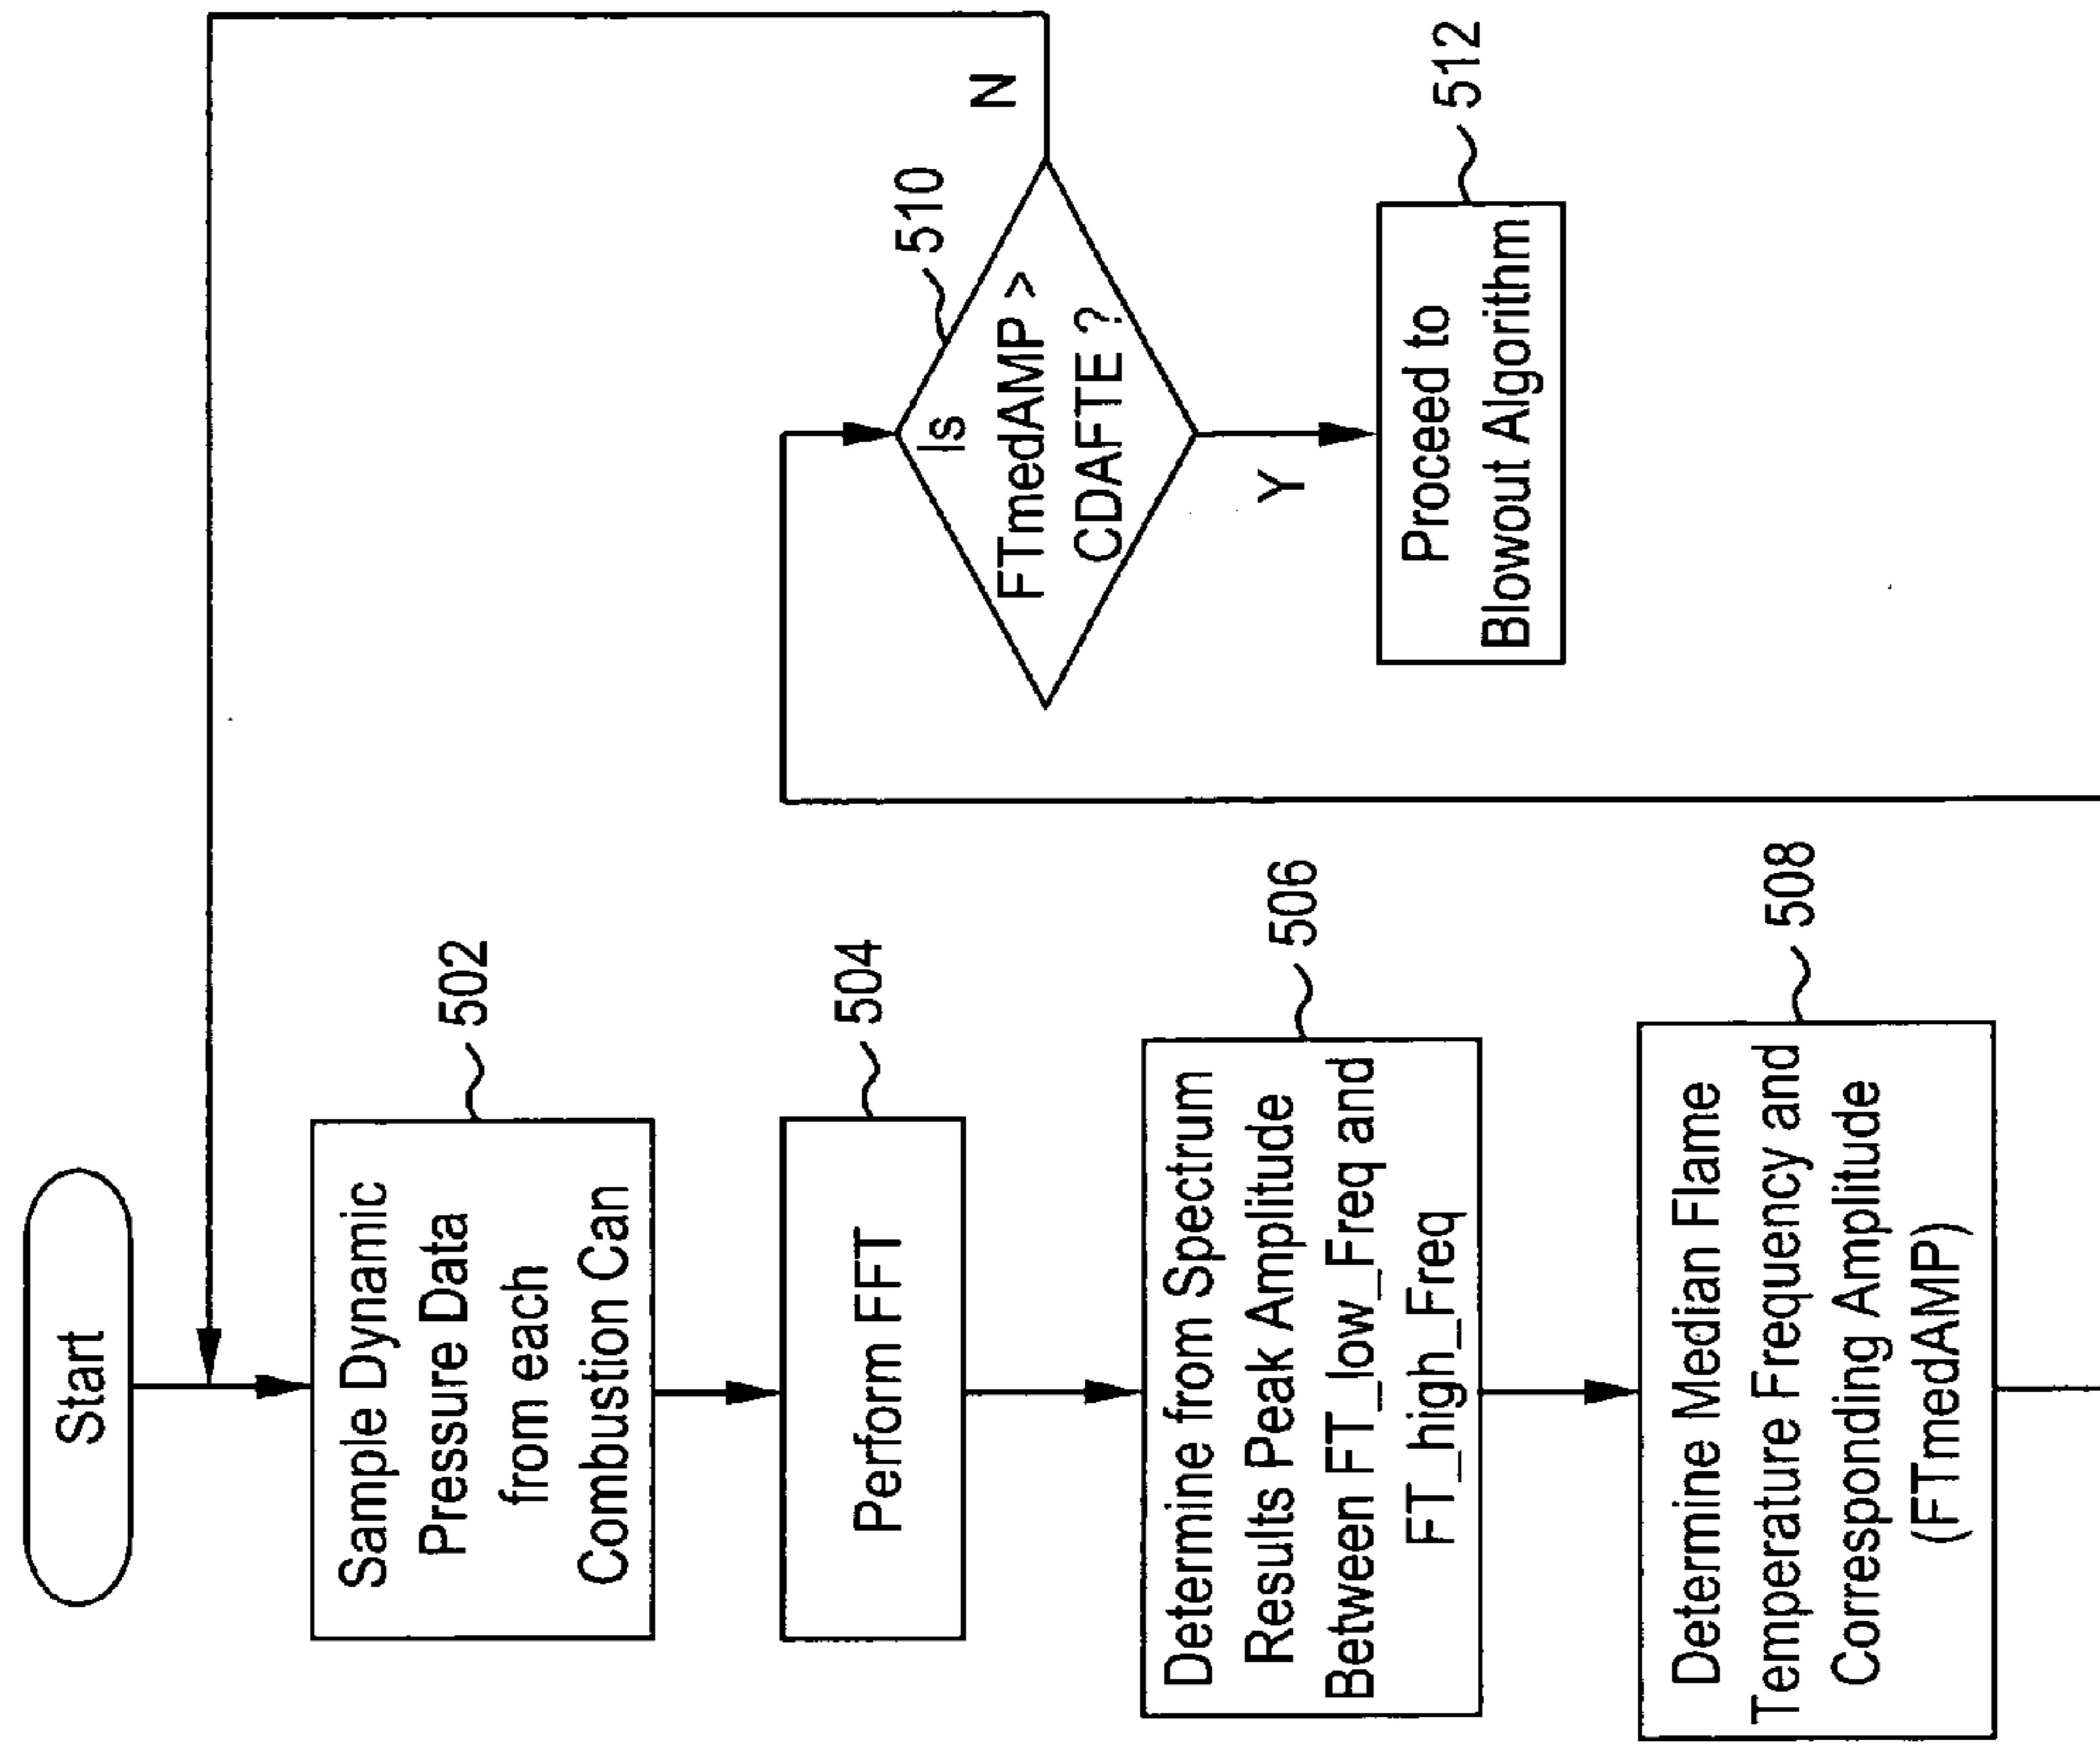 Start
502
Sample Dynamic
Pressure Data
from each
Combustion Can
504
Perform FFT
506
Determine from Spectrum
Results Peak Amplitude
Between FT_low_Freq and
FT_high_Freq
508
Determine Median Flame
Temperature Frequency and
Corresponding Amplitude
(FTmedAMP)
510
Is
FTmedAMP >
CDAFTE ?
N
Y
512
Proceed to
Blowout Algorithm